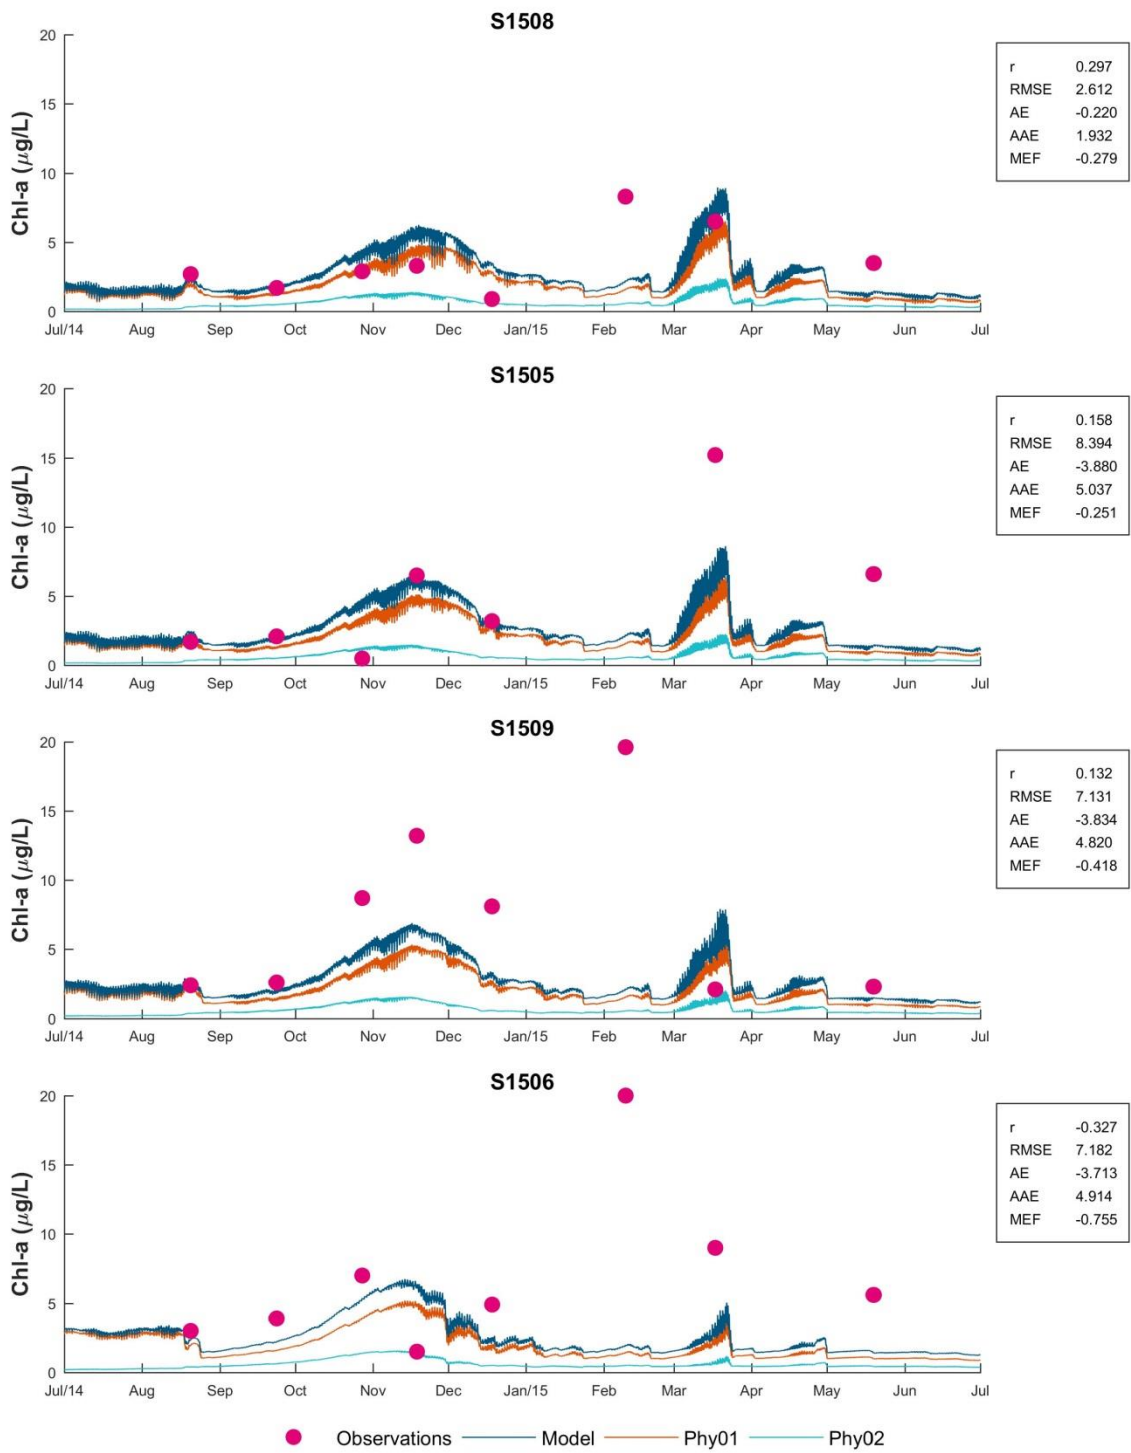 S1508
20
15
10
5
0
Chl-a (μg/L)
Jul/14 Aug Sep Oct Nov Dec Jan/15 Feb Mar Apr May Jun Jul
r 0.297
RMSE 2.612
AE -0.220
AAE 1.932
MEF -0.279
S1505
20
15
10
5
0
Chl-a (μg/L)
Jul/14 Aug Sep Oct Nov Dec Jan/15 Feb Mar Apr May Jun Jul
r 0.158
RMSE 8.394
AE -3.880
AAE 5.037
MEF -0.251
S1509
20
15
10
5
0
Chl-a (μg/L)
Jul/14 Aug Sep Oct Nov Dec Jan/15 Feb Mar Apr May Jun Jul
r 0.132
RMSE 7.131
AE -3.834
AAE 4.820
MEF -0.418
S1506
20
15
10
5
0
Chl-a (μg/L)
Jul/14 Aug Sep Oct Nov Dec Jan/15 Feb Mar Apr May Jun Jul
r -0.327
RMSE 7.182
AE -3.713
AAE 4.914
MEF -0.755
Observations Model Phy01 Phy02